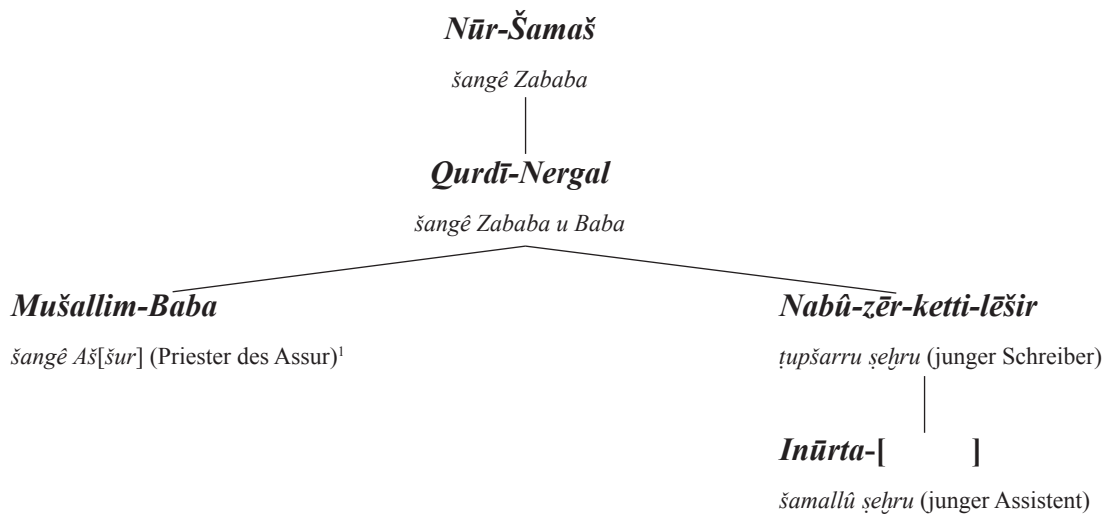 Nūr-Šamaš
šangê Zababa
Qurdī-Nergal
šangê Zababa u Baba
Mušallim-Baba
šangê Aš[šur] (Priester des Assur)¹
Nabû-zēr-ketti-lēšir
ṭupšarru ṣeḫru (junger Schreiber)
Inūrta-[ ]
šamallû ṣeḫru (junger Assistent)